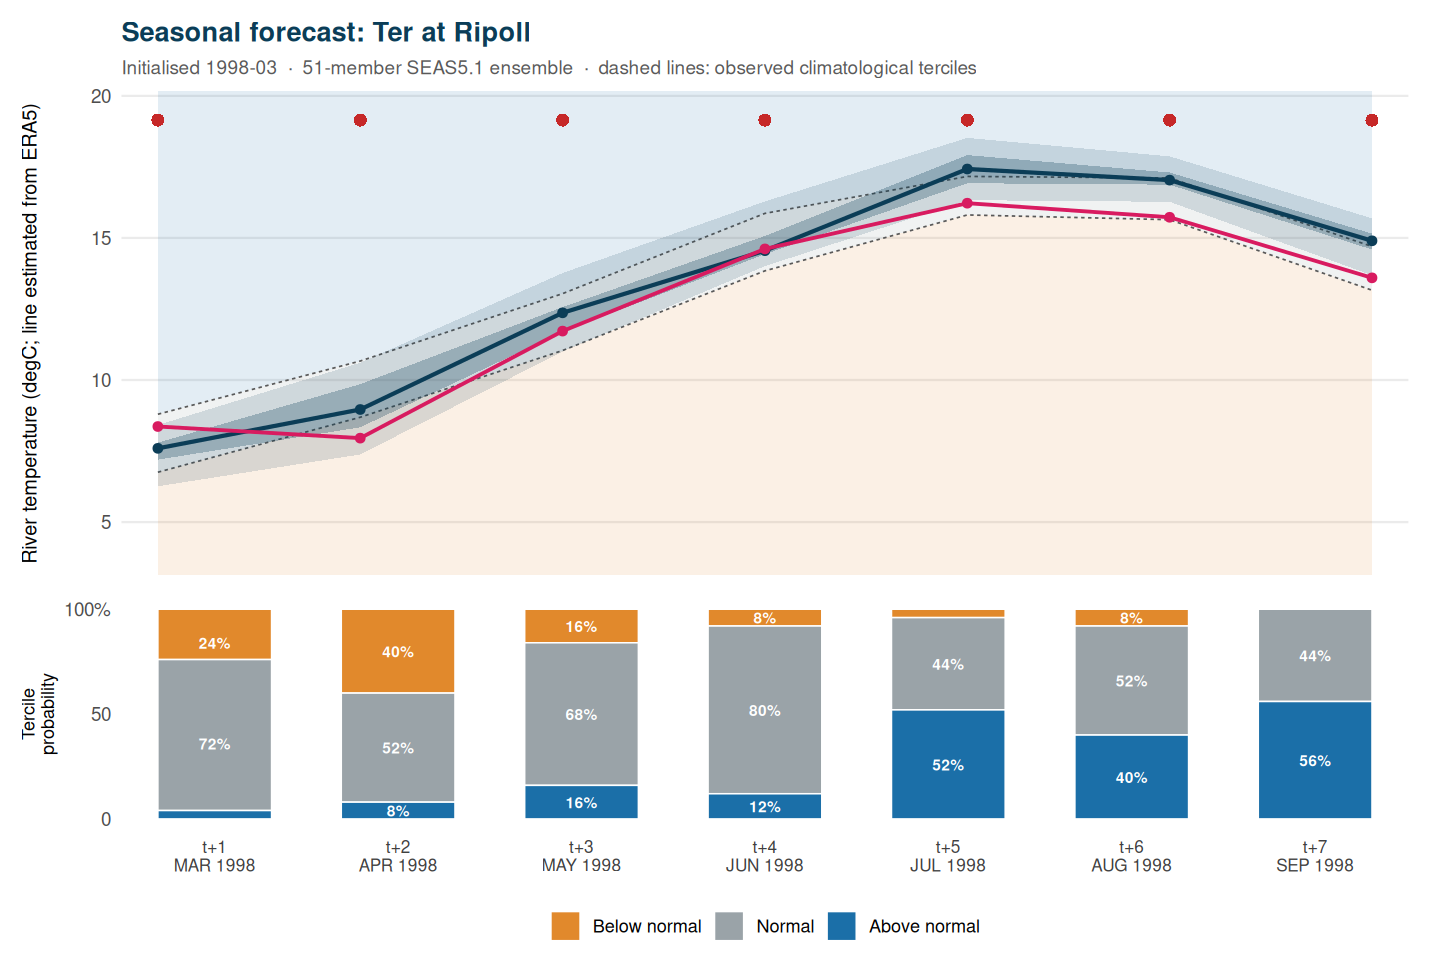 Seasonal forecast: Ter at Ripoll
Initialised 1998-03 · 51-member SEAS5.1 ensemble · dashed lines: observed climatological terciles
River temperature (degC; line estimated from ERA5)
20
15
10
5
Tercile
probability
100%
50
0
24%
72%
40%
52%
8%
16%
68%
16%
8%
80%
12%
44%
52%
8%
52%
40%
44%
56%
t+1
MAR 1998
t+2
APR 1998
t+3
MAY 1998
t+4
JUN 1998
t+5
JUL 1998
t+6
AUG 1998
t+7
SEP 1998
Below normal
Normal
Above normal